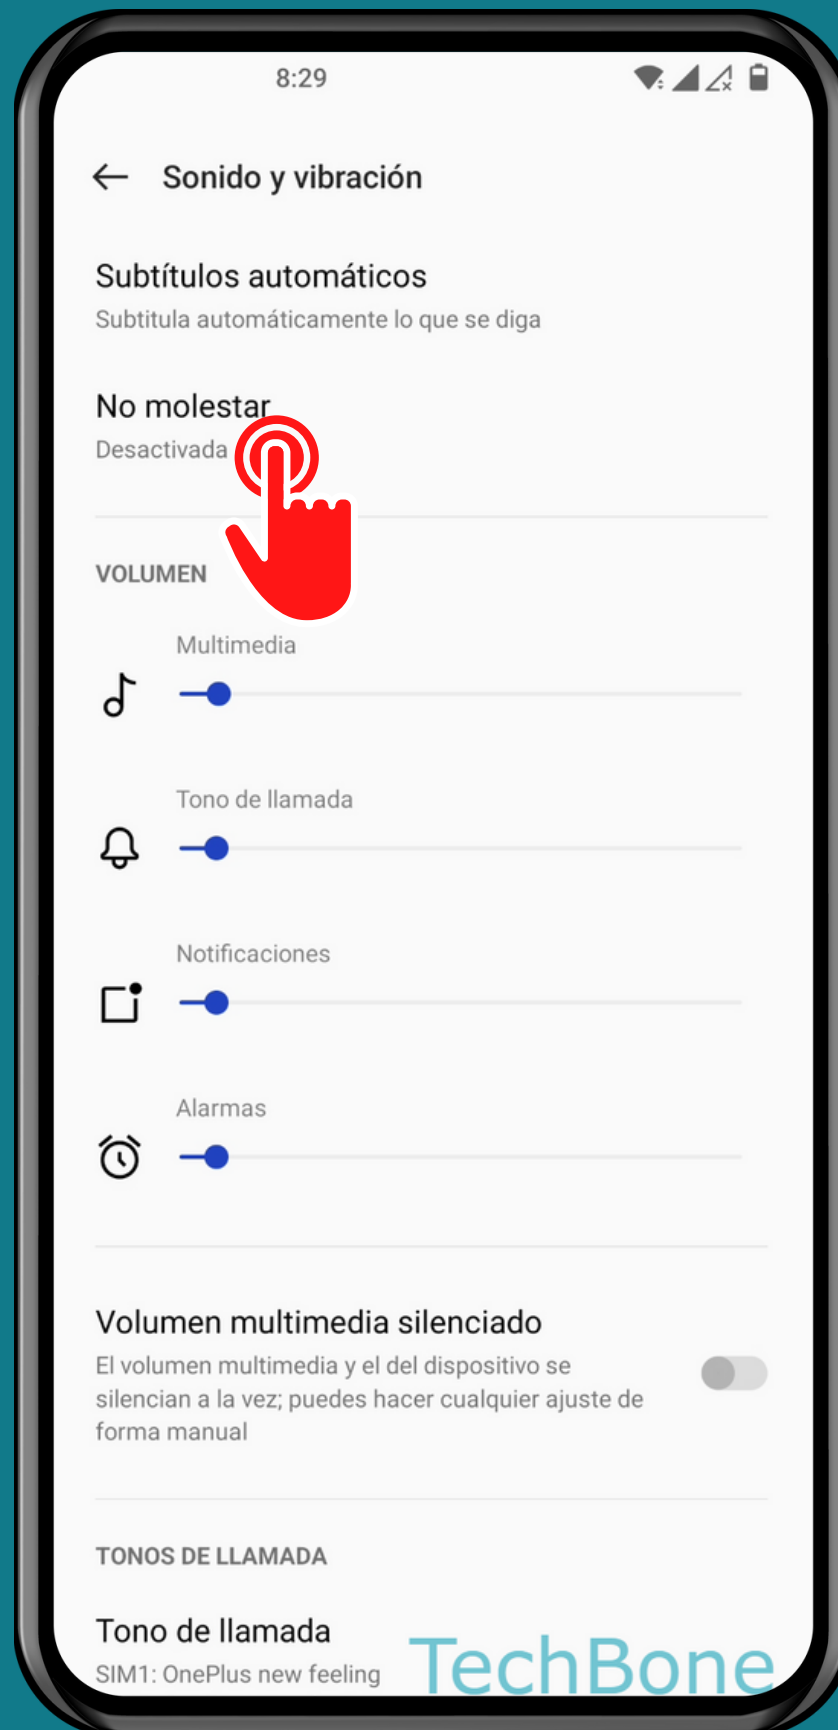 8:29
Sonido y vibración
Subtítulos automáticos
Subtitula automáticamente lo que se diga
No molestar
Desactivada
VOLUMEN
Multimedia
Tono de llamada
Notificaciones
Alarmas
Volumen multimedia silenciado
El volumen multimedia y el del dispositivo se
silencian a la vez; puedes hacer cualquier ajuste de
forma manual
TONOS DE LLAMADA
Tono de llamada
SIM1: OnePlus new feeling
TechBone